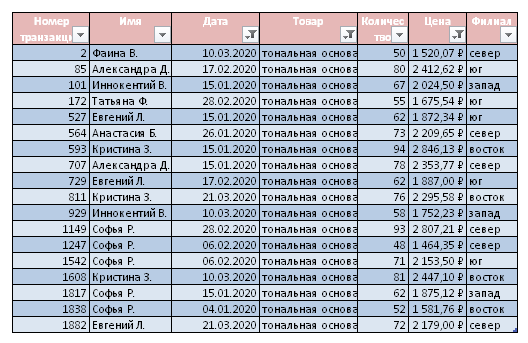 Номер транзакци Имя Дата Товар Количес тво Цена Филиал
2 Фаина В. 10.03.2020 тональная основа 50 1 520,07 ₽ север
85 Александра Д. 17.02.2020 тональная основа 80 2 412,62 ₽ юг
101 Иннокентий В. 15.01.2020 тональная основа 67 2 024,50 ₽ запад
172 Татьяна Ф. 28.02.2020 тональная основа 55 1 675,54 ₽ юг
527 Евгений Л. 15.01.2020 тональная основа 62 1 872,34 ₽ юг
564 Анастасия Б. 26.01.2020 тональная основа 73 2 209,65 ₽ север
593 Кристина З. 15.01.2020 тональная основа 94 2 846,13 ₽ восток
707 Александра Д. 15.01.2020 тональная основа 78 2 353,77 ₽ север
729 Евгений Л. 17.02.2020 тональная основа 62 1 887,00 ₽ юг
811 Кристина З. 21.03.2020 тональная основа 76 2 295,58 ₽ восток
929 Иннокентий В. 10.03.2020 тональная основа 58 1 752,23 ₽ запад
1149 Софья Р. 28.02.2020 тональная основа 93 2 807,21 ₽ север
1247 Софья Р. 06.02.2020 тональная основа 48 1 464,35 ₽ север
1542 Софья Р. 06.02.2020 тональная основа 71 2 153,50 ₽ юг
1608 Кристина З. 10.03.2020 тональная основа 81 2 447,10 ₽ восток
1817 Софья Р. 15.01.2020 тональная основа 62 1 875,12 ₽ запад
1838 Софья Р. 04.01.2020 тональная основа 52 1 581,76 ₽ восток
1882 Евгений Л. 21.03.2020 тональная основа 72 2 179,00 ₽ север